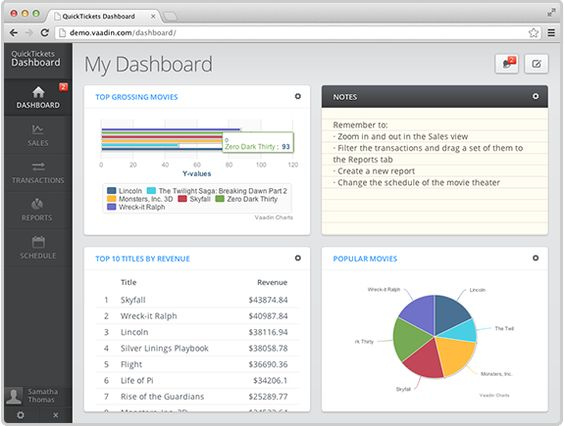 QuickTickets Dashboard
demo.vaadin.com/dashboard/
QuickTickets
Dashboard
My Dashboard
2
2
DASHBOARD
SALES
TRANSACTIONS
REPORTS
SCHEDULE
Samatha
Thomas
TOP GROSSING MOVIES
0
Zero Dark Thirty : 93
0 20 40 60 80 100 120
Y-values
Lincoln The Twilight Saga: Breaking Dawn Part 2
Monsters, Inc. 3D Skyfall Zero Dark Thirty
Wreck-it Ralph
Vaadin Charts
NOTES
Remember to:
· Zoom in and out in the Sales view
· Filter the transactions and drag a set of them to
the Reports tab
· Create a new report
· Change the schedule of the movie theater
TOP 10 TITLES BY REVENUE
Title Revenue
1 Skyfall $43874.84
2 Wreck-it Ralph $40987.84
3 Lincoln $38116.94
4 Silver Linings Playbook $38058.78
5 Flight $36690.36
6 Life of Pi $34206.1
7 Rise of the Guardians $25289.77
8 Monsters, Inc. 3D
POPULAR MOVIES
Wreck-it Ralph Lincoln
The Twil
rk Thirty
Monsters, Inc.
Skyfall
Vaadin Charts